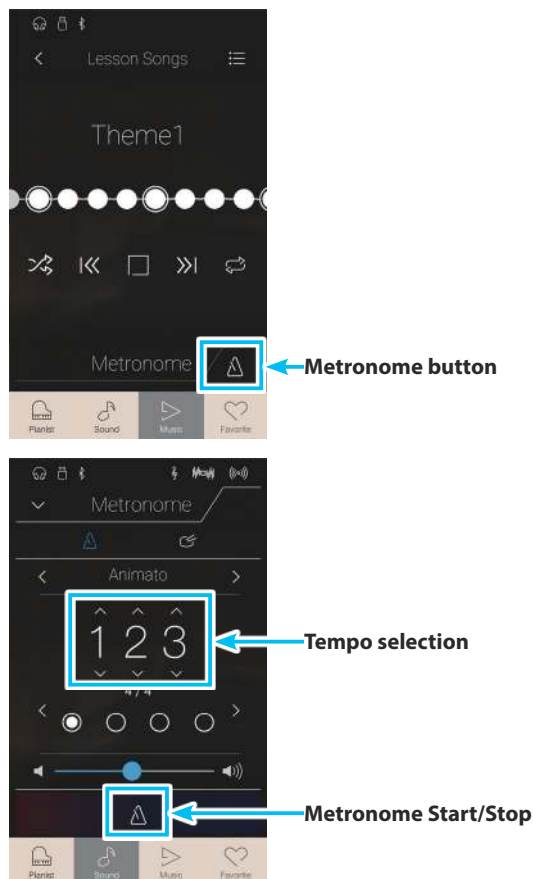 Lesson Songs
Theme1
Metronome
Metronome button
Pianist
Sound
Music
Favorite
Metronome
Animato
1 2 3
Tempo selection
4 / 4
Metronome Start/Stop
Pianist
Sound
Music
Favorite